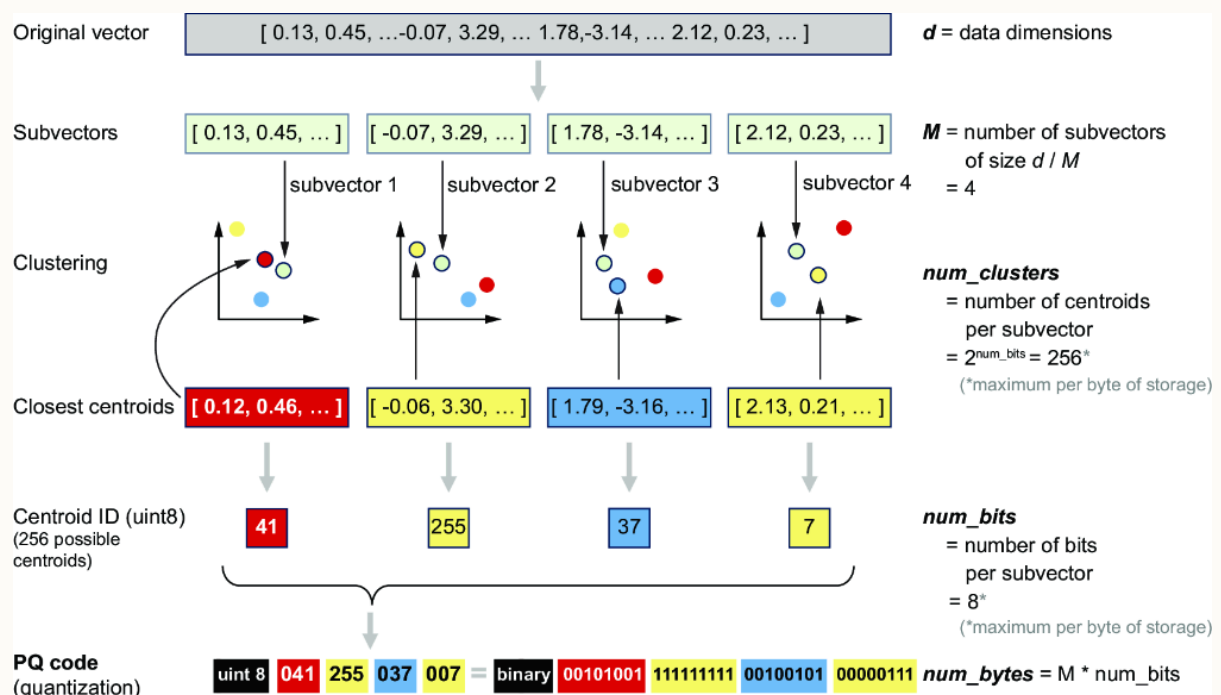 Original vector
[ 0.13, 0.45, …-0.07, 3.29, … 1.78,-3.14, … 2.12, 0.23, … ]
d = data dimensions
Subvectors
[ 0.13, 0.45, … ]
[ -0.07, 3.29, … ]
[ 1.78, -3.14, … ]
[ 2.12, 0.23, … ]
M = number of subvectors
of size d / M
= 4
subvector 1
subvector 2
subvector 3
subvector 4
Clustering
num_clusters
= number of centroids
per subvector
= 2^num_bits = 256*
(*maximum per byte of storage)
Closest centroids
[ 0.12, 0.46, … ]
[ -0.06, 3.30, … ]
[ 1.79, -3.16, … ]
[ 2.13, 0.21, … ]
Centroid ID (uint8)
(256 possible
centroids)
41
255
37
7
num_bits
= number of bits
per subvector
= 8*
(*maximum per byte of storage)
PQ code
(quantization)
uint 8 041 255 037 007 = binary 00101001 111111111 00100101 00000111
num_bytes = M * num_bits